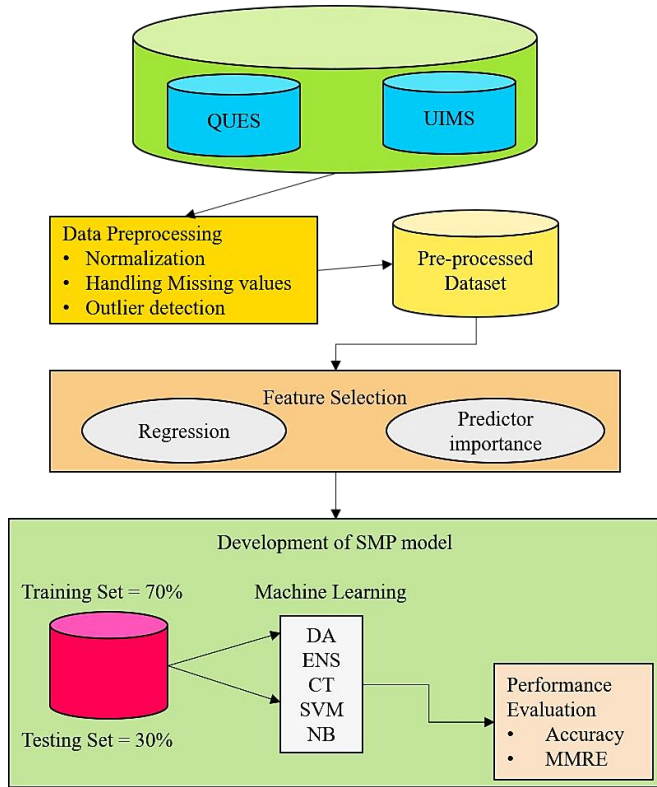 QUES
UIMS
Data Preprocessing
• Normalization
• Handling Missing values
• Outlier detection
Pre-processed
Dataset
Feature Selection
Regression
Predictor
importance
Development of SMP model
Training Set = 70%
Testing Set = 30%
Machine Learning
DA
ENS
CT
SVM
NB
Performance
Evaluation
• Accuracy
• MMRE